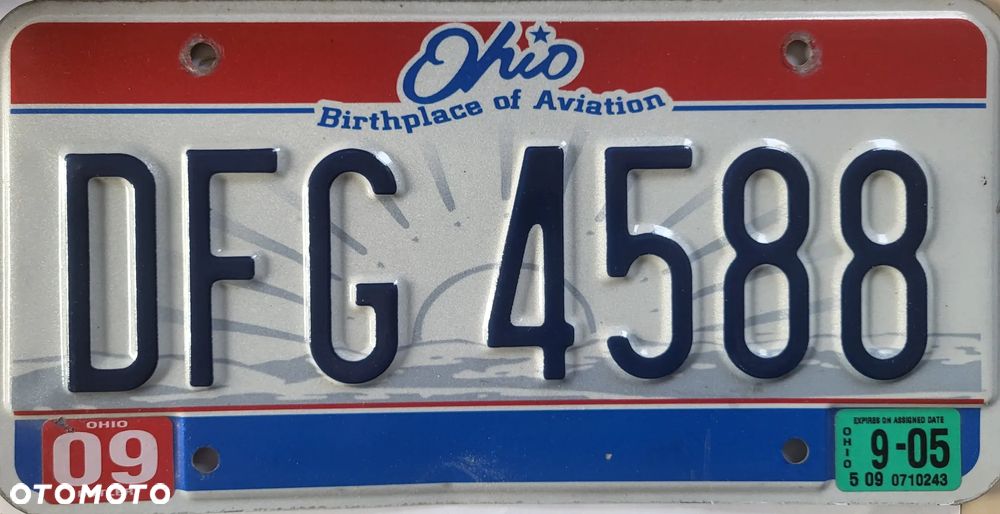 Ohio
Birthplace of Aviation
DFG 4588
OHIO
09
EXPIRES ON ASSIGNED DATE
OHIO
9-05
5 09 0710243
OTOMOTO